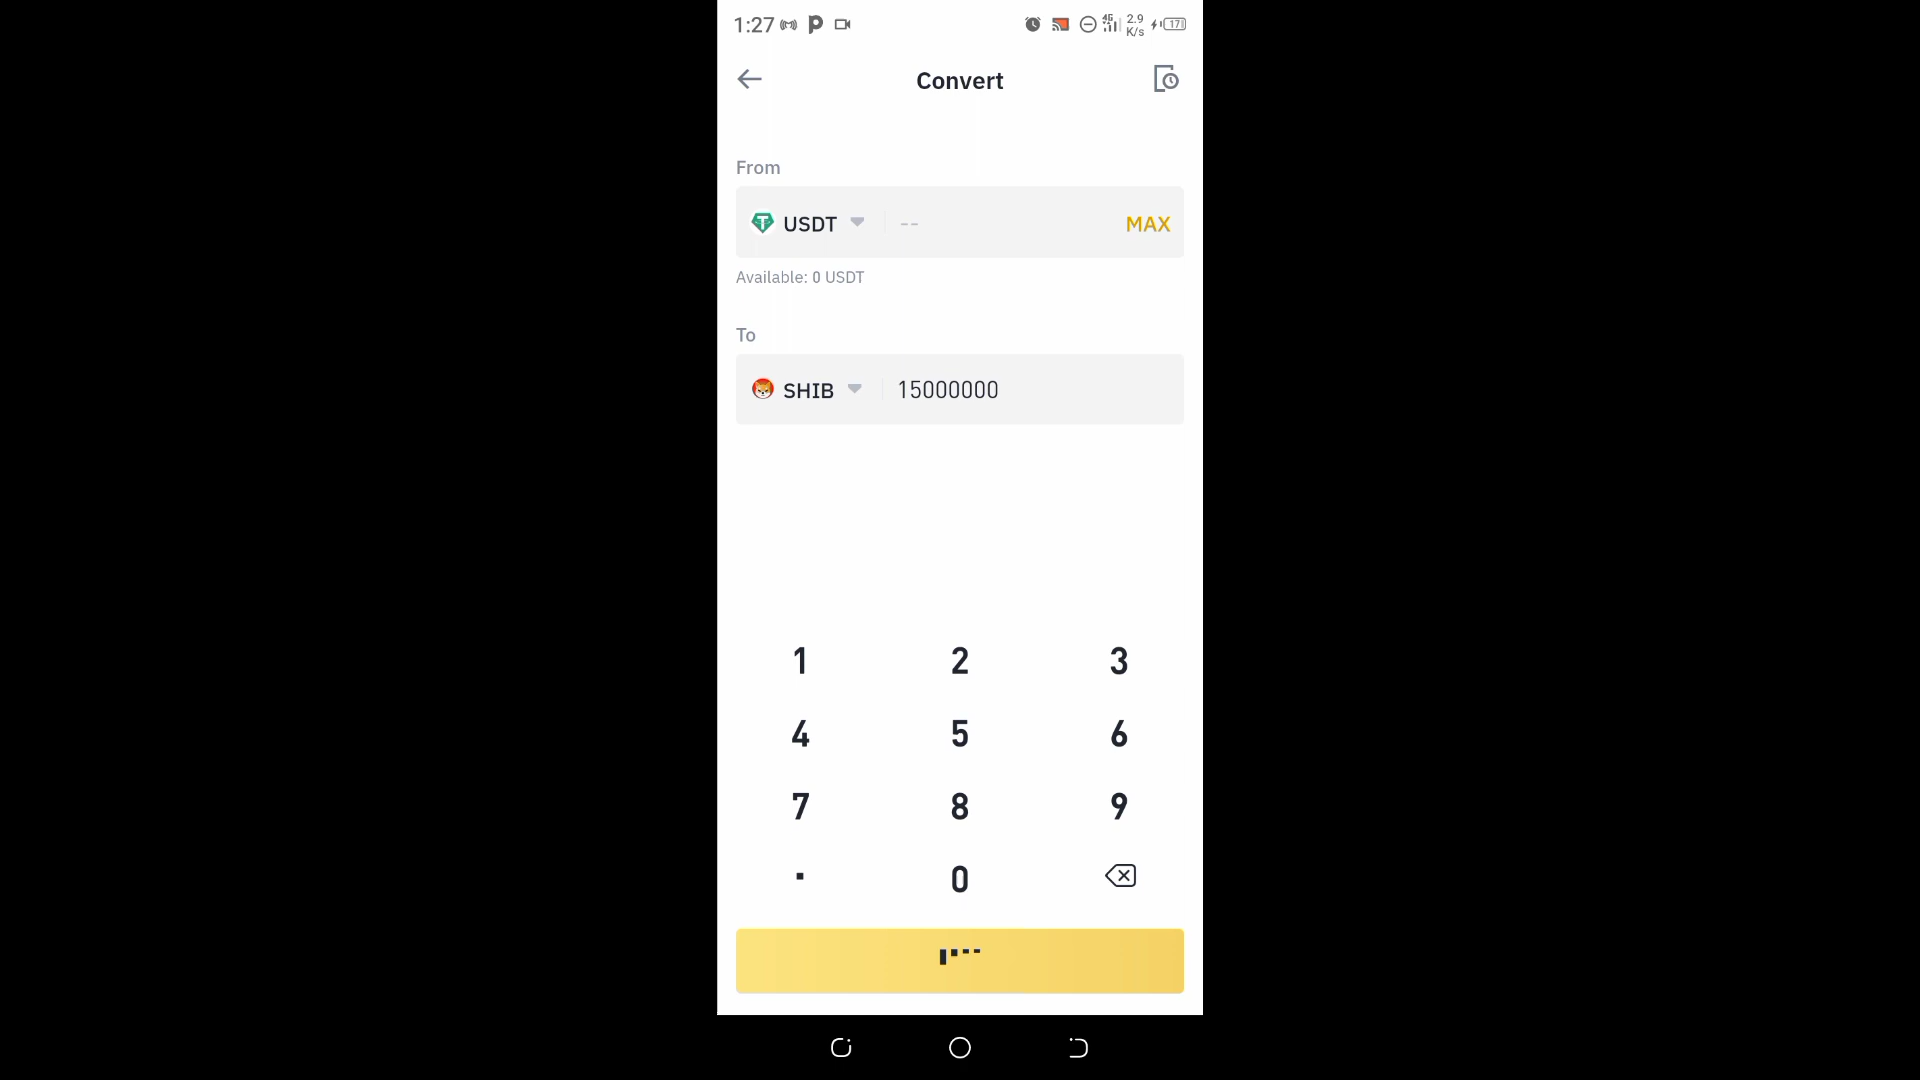 1:27 4G 2.9 K/s 17
Convert
From
USDT -- MAX
Available: 0 USDT
To
SHIB 15000000
1 2 3
4 5 6
7 8 9
. 0